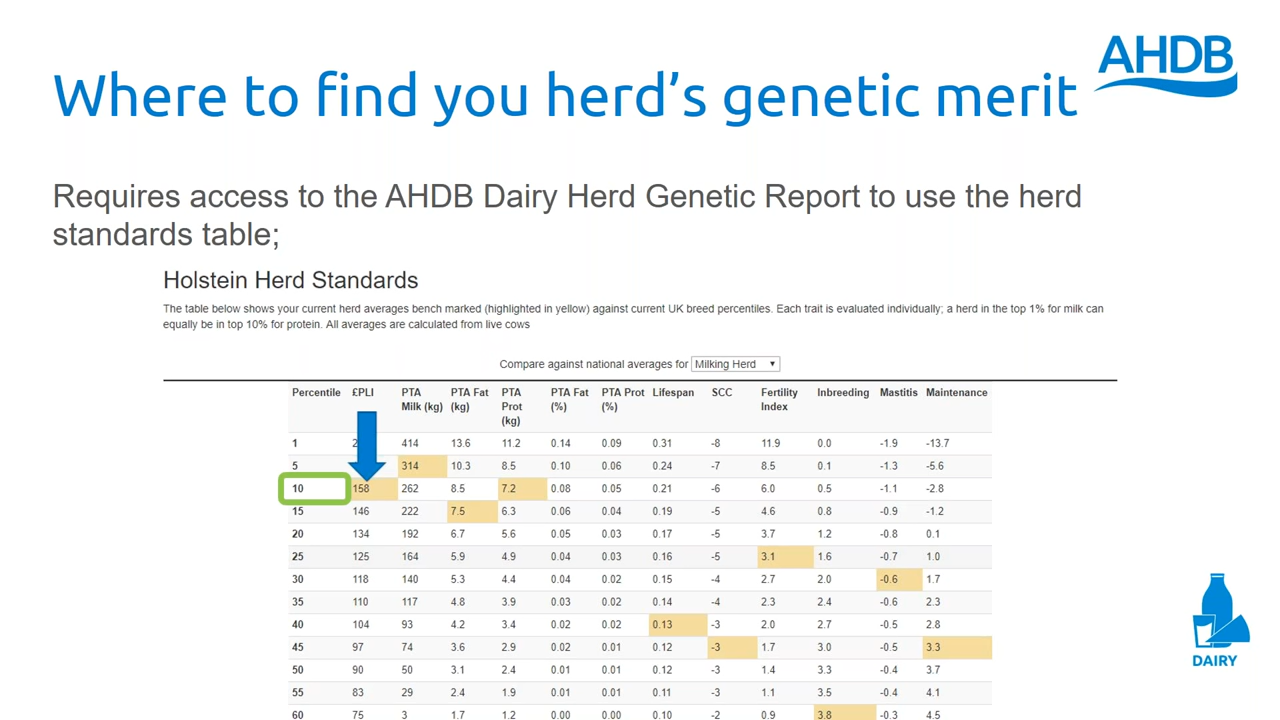 AHDB
Where to find you herd's genetic merit
Requires access to the AHDB Dairy Herd Genetic Report to use the herd
standards table;
Holstein Herd Standards
The table below shows your current herd averages bench marked (highlighted in yellow) against current UK breed percentiles. Each trait is evaluated individually; a herd in the top 1% for milk can
equally be in top 10% for protein. All averages are calculated from live cows
Compare against national averages for Milking Herd
Percentile £PLI PTA PTA Fat PTA PTA Fat PTA Prot Lifespan SCC Fertility Inbreeding Mastitis Maintenance
Milk (kg) (kg) Prot (%) (%) Index
(kg)
1 414 13.6 11.2 0.14 0.09 0.31 -8 11.9 0.0 -1.9 -13.7
5 314 10.3 8.5 0.10 0.06 0.24 -7 8.5 0.1 -1.3 -5.6
10 158 262 8.5 7.2 0.08 0.05 0.21 -6 6.0 0.5 -1.1 -2.8
15 146 222 7.5 6.3 0.06 0.04 0.19 -5 4.6 0.8 -0.9 -1.2
20 134 192 6.7 5.6 0.05 0.03 0.17 -5 3.7 1.2 -0.8 0.1
25 125 164 5.9 4.9 0.04 0.03 0.16 -5 3.1 1.6 -0.7 1.0
30 118 140 5.3 4.4 0.04 0.02 0.15 -4 2.7 2.0 -0.6 1.7
35 110 117 4.8 3.9 0.03 0.02 0.14 -4 2.3 2.4 -0.6 2.3
40 104 93 4.2 3.4 0.02 0.02 0.13 -3 2.0 2.7 -0.5 2.8
45 97 74 3.6 2.9 0.02 0.01 0.12 -3 1.7 3.0 -0.5 3.3
50 90 50 3.1 2.4 0.01 0.01 0.12 -3 1.4 3.3 -0.4 3.7
55 83 29 2.4 1.9 0.01 0.01 0.11 -3 1.1 3.5 -0.4 4.1
60 75 3 1.7 1.2 0.00 0.00 0.10 -2 0.9 3.8 -0.3 4.5
DAIRY